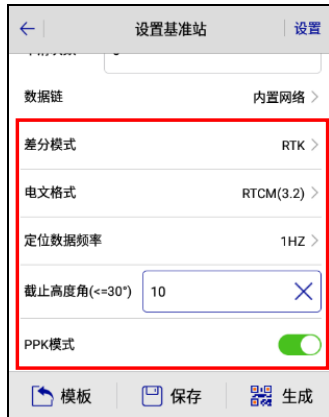 设置基准站 设置
数据链 内置网络
差分模式 RTK
电文格式 RTCM(3.2)
定位数据频率 1HZ
截止高度角(<=30°) 10
PPK模式
模板 保存 生成